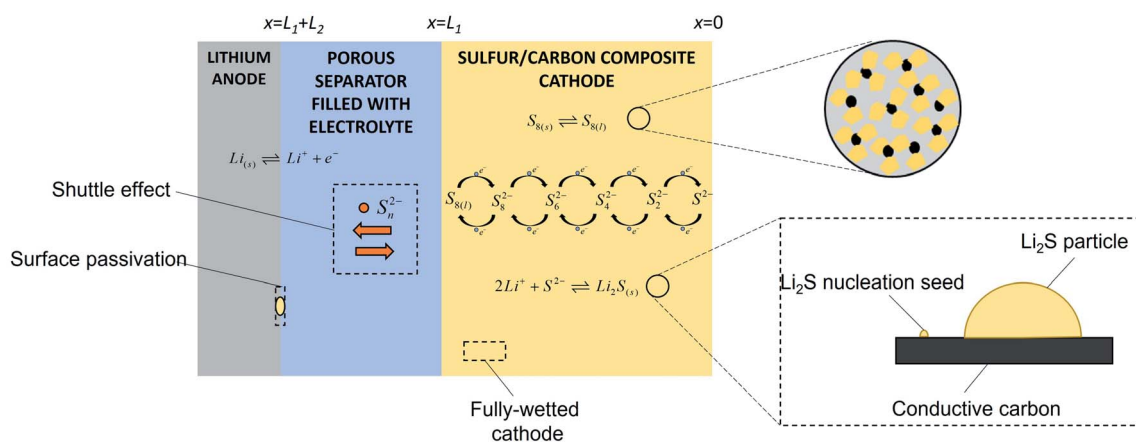 x=L₁+L₂
x=L₁
x=0
LITHIUM
ANODE
POROUS
SEPARATOR
FILLED WITH
ELECTROLYTE
SULFUR/CARBON COMPOSITE
CATHODE
S₈₍ₛ₎ ⇌ S₈₍ₗ₎
Li₍ₛ₎ ⇌ Li⁺ + e⁻
Shuttle effect
Sₙ²⁻
e⁻ e⁻ e⁻ e⁻ e⁻
S₈₍ₗ₎ S₈²⁻ S₆²⁻ S₄²⁻ S₂²⁻ S²⁻
e⁻ e⁻ e⁻ e⁻ e⁻
Surface passivation
2Li⁺ + S²⁻ ⇌ Li₂S₍ₛ₎
Fully-wetted
cathode
Li₂S particle
Li₂S nucleation seed
Conductive carbon